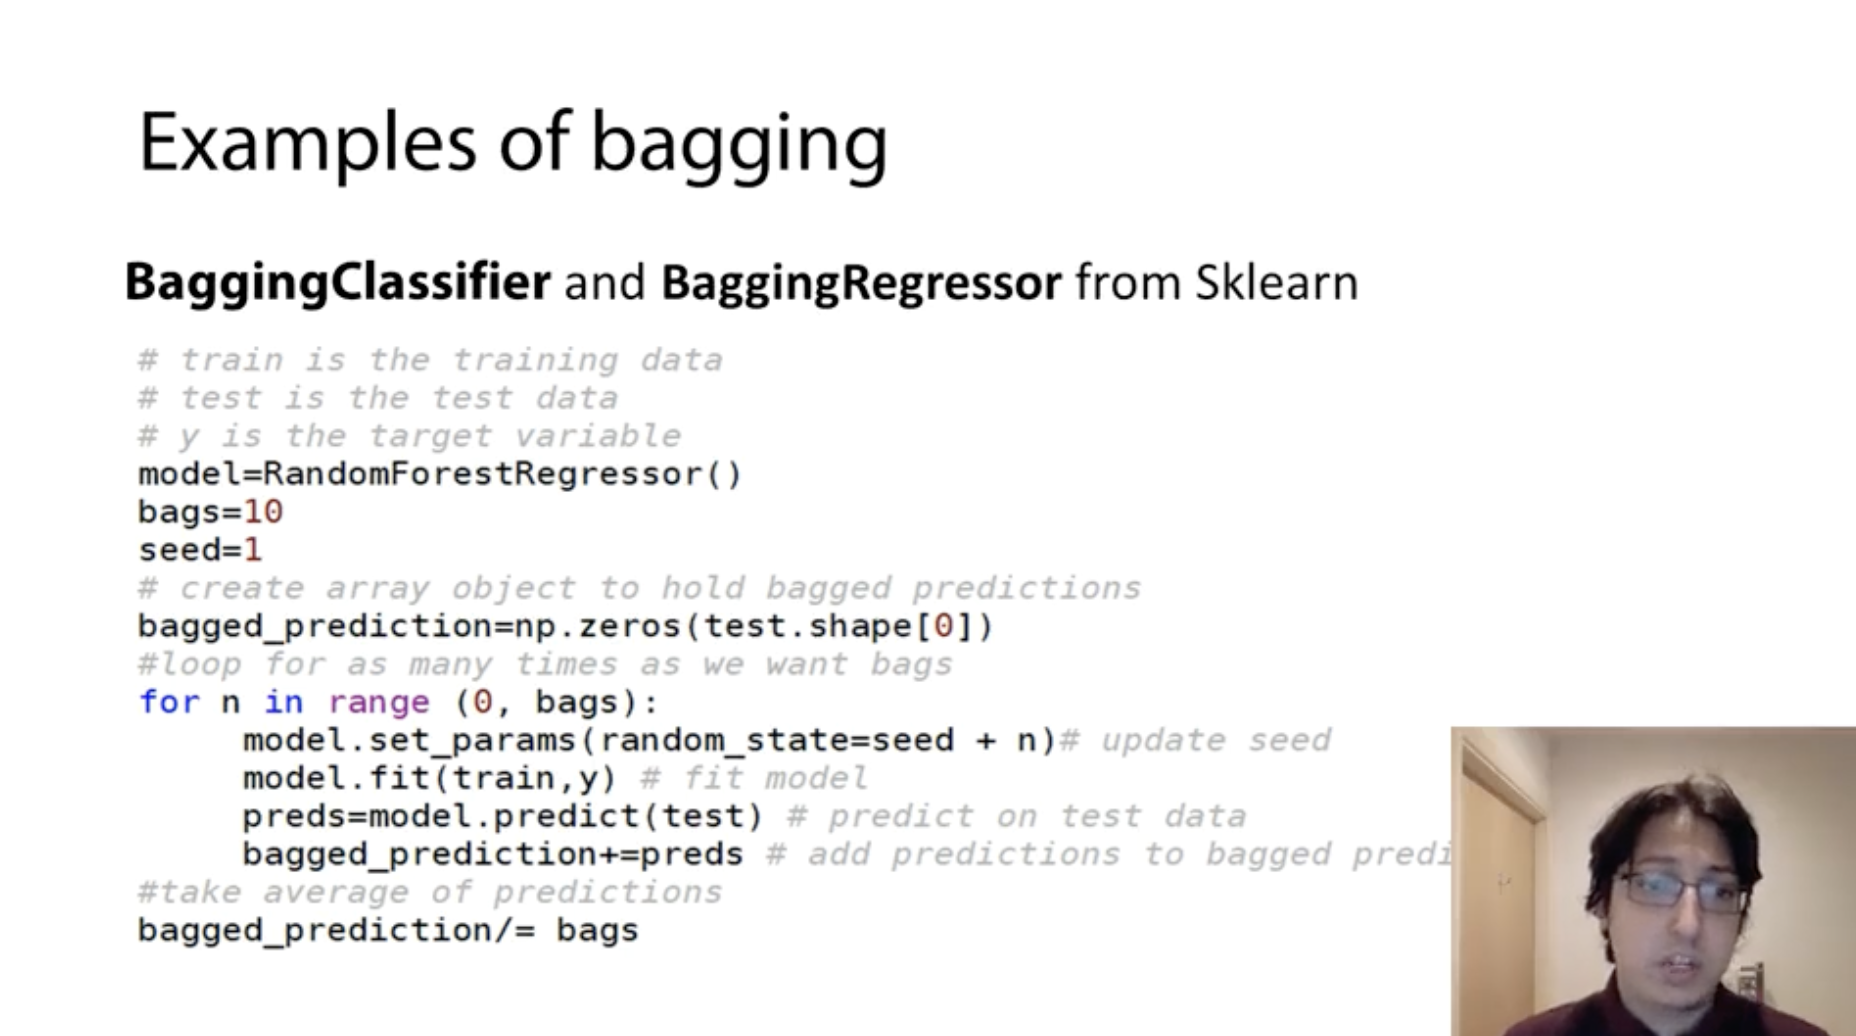 Examples of bagging
BaggingClassifier and BaggingRegressor from Sklearn
# train is the training data
# test is the test data
# y is the target variable
model=RandomForestRegressor()
bags=10
seed=1
# create array object to hold bagged predictions
bagged_prediction=np.zeros(test.shape[0])
#loop for as many times as we want bags
for n in range (0, bags):
model.set_params(random_state=seed + n)# update seed
model.fit(train,y) # fit model
preds=model.predict(test) # predict on test data
bagged_prediction+=preds # add predictions to bagged predi
#take average of predictions
bagged_prediction/= bags